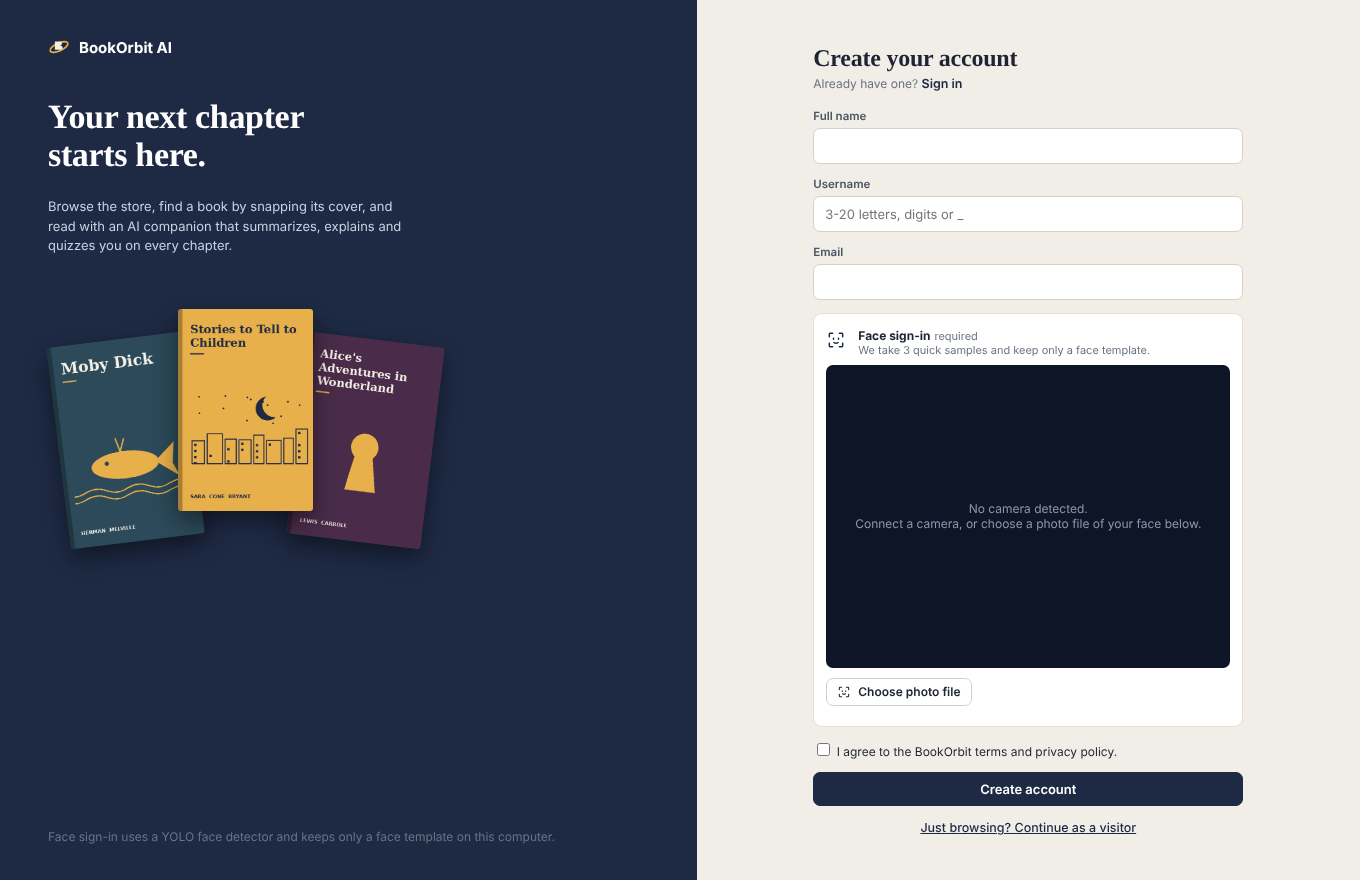 BookOrbit AI
Your next chapter
starts here.
Browse the store, find a book by snapping its cover, and
read with an AI companion that summarizes, explains and
quizzes you on every chapter.
Moby Dick
HERMAN MELVILLE
Stories to Tell to
Children
SARA CONE BRYANT
Alice's
Adventures in
Wonderland
LEWIS CARROLL
Face sign-in uses a YOLO face detector and keeps only a face template on this computer.
Create your account
Already have one? Sign in
Full name
Username
3-20 letters, digits or _
Email
Face sign-in required
We take 3 quick samples and keep only a face template.
No camera detected.
Connect a camera, or choose a photo file of your face below.
Choose photo file
I agree to the BookOrbit terms and privacy policy.
Create account
Just browsing? Continue as a visitor